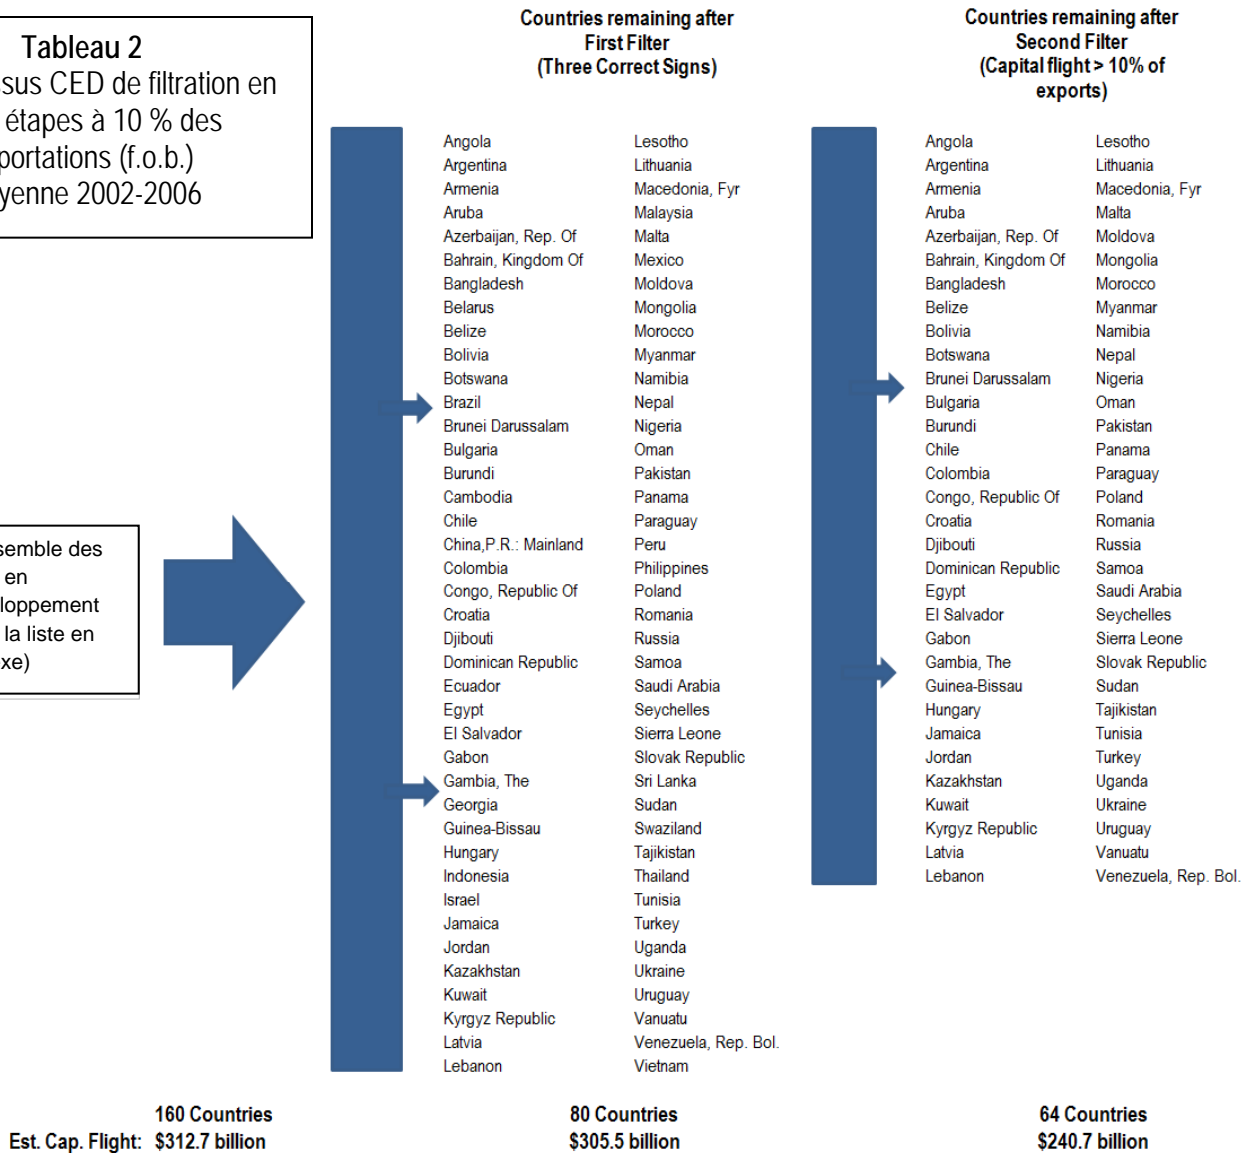 Tableau 2
ssus CED de filtration en
étapes à 10 % des
portations (f.o.b.)
yenne 2002-2006
semble des
en
loppement
la liste en
xe)
Countries remaining after
First Filter
(Three Correct Signs)
Angola
Argentina
Armenia
Aruba
Azerbaijan, Rep. Of
Bahrain, Kingdom Of
Bangladesh
Belarus
Belize
Bolivia
Botswana
Brazil
Brunei Darussalam
Bulgaria
Burundi
Cambodia
Chile
China,P.R.: Mainland
Colombia
Congo, Republic Of
Croatia
Djibouti
Dominican Republic
Ecuador
Egypt
El Salvador
Gabon
Gambia, The
Georgia
Guinea-Bissau
Hungary
Indonesia
Israel
Jamaica
Jordan
Kazakhstan
Kuwait
Kyrgyz Republic
Latvia
Lebanon
Lesotho
Lithuania
Macedonia, Fyr
Malaysia
Malta
Mexico
Moldova
Mongolia
Morocco
Myanmar
Namibia
Nepal
Nigeria
Oman
Pakistan
Panama
Paraguay
Peru
Philippines
Poland
Romania
Russia
Samoa
Saudi Arabia
Seychelles
Sierra Leone
Slovak Republic
Sri Lanka
Sudan
Swaziland
Tajikistan
Thailand
Tunisia
Turkey
Uganda
Ukraine
Uruguay
Vanuatu
Venezuela, Rep. Bol.
Vietnam
Countries remaining after
Second Filter
(Capital flight > 10% of
exports)
Angola
Argentina
Armenia
Aruba
Azerbaijan, Rep. Of
Bahrain, Kingdom Of
Bangladesh
Belize
Bolivia
Botswana
Brunei Darussalam
Bulgaria
Burundi
Chile
Colombia
Congo, Republic Of
Croatia
Djibouti
Dominican Republic
Egypt
El Salvador
Gabon
Gambia, The
Guinea-Bissau
Hungary
Jamaica
Jordan
Kazakhstan
Kuwait
Kyrgyz Republic
Latvia
Lebanon
Lesotho
Lithuania
Macedonia, Fyr
Malta
Moldova
Mongolia
Morocco
Myanmar
Namibia
Nepal
Nigeria
Oman
Pakistan
Panama
Paraguay
Poland
Romania
Russia
Samoa
Saudi Arabia
Seychelles
Sierra Leone
Slovak Republic
Sudan
Tajikistan
Tunisia
Turkey
Uganda
Ukraine
Uruguay
Vanuatu
Venezuela, Rep. Bol.
160 Countries 80 Countries 64 Countries
Est. Cap. Flight: $312.7 billion $305.5 billion $240.7 billion